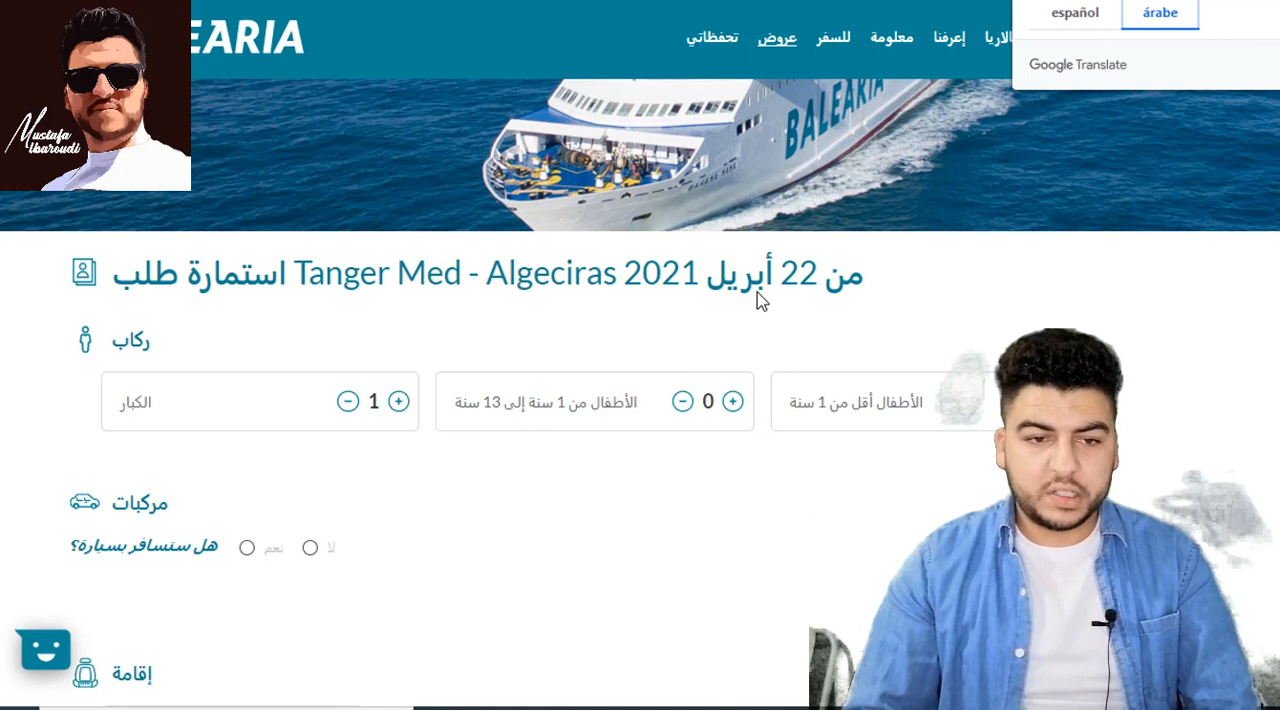 español
árabe
Google Translate
EARIA
تحفظاتي
عروض
للسفر
معلومة
إعرفنا
الاريا
BALEARIA
Mustafa
lbaroudi
استمارة طلب Tanger Med - Algeciras 2021 من 22 أبريل
ركاب
الكبار
1
الأطفال من 1 سنة إلى 13 سنة
0
الأطفال أقل من 1 سنة
مركبات
هل ستسافر بسيارة؟
نعم
لا
إقامة